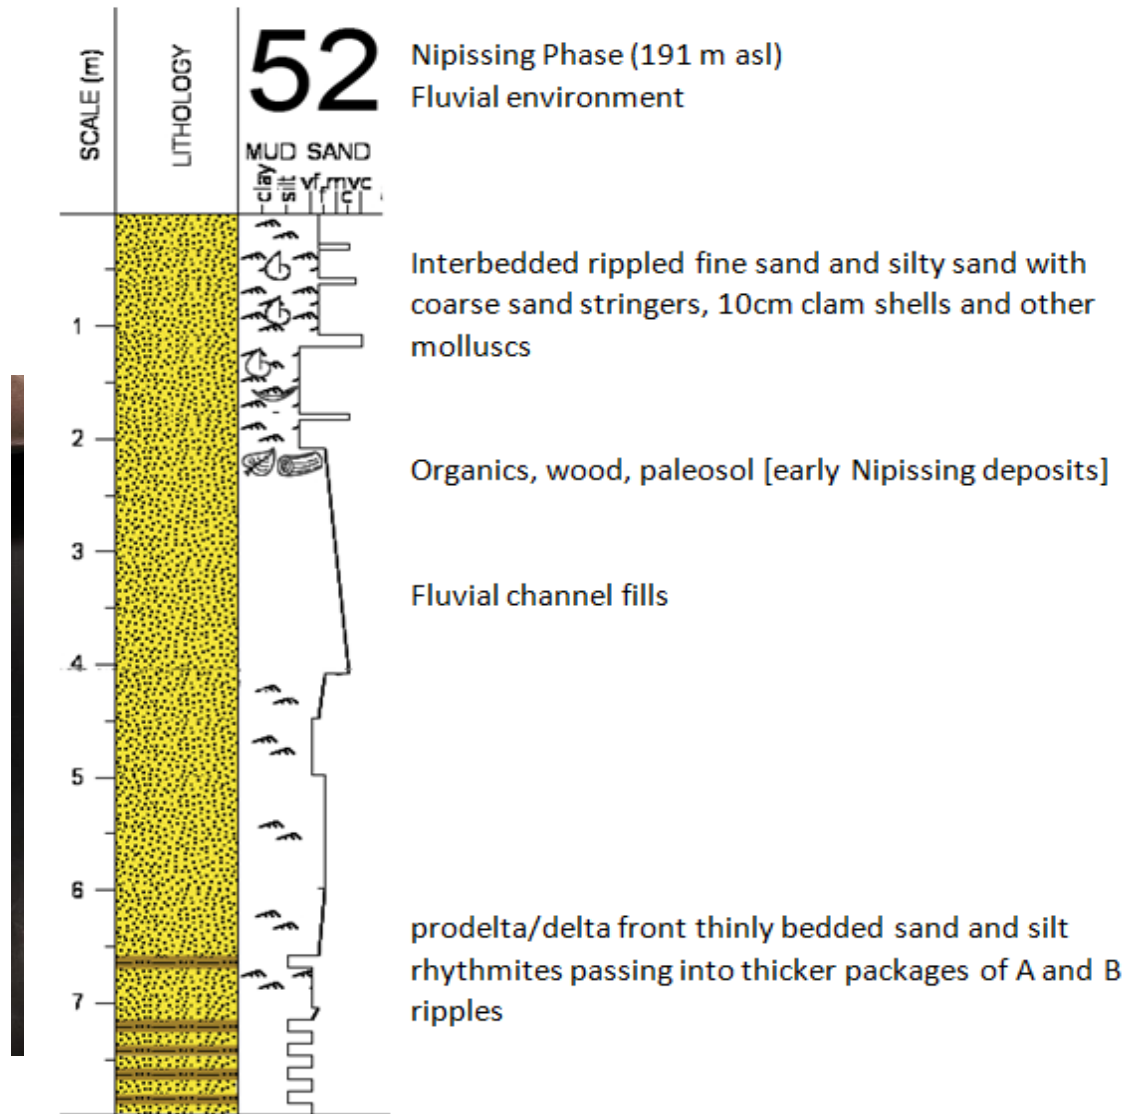 SCALE (m)
LITHOLOGY
52
MUD SAND
clay
silt
vf
f
m
c
vc
Nipissing Phase (191 m asl)
Fluvial environment
Interbedded rippled fine sand and silty sand with
coarse sand stringers, 10cm clam shells and other
molluscs
Organics, wood, paleosol [early Nipissing deposits]
Fluvial channel fills
prodelta/delta front thinly bedded sand and silt
rhythmites passing into thicker packages of A and B
ripples
1
2
3
4
5
6
7